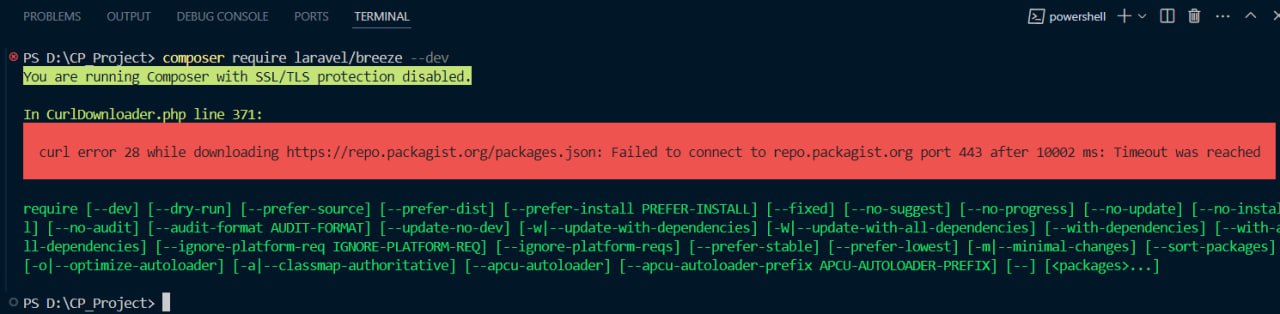 PROBLEMS OUTPUT DEBUG CONSOLE PORTS TERMINAL powershell
PS D:\CP_Project> composer require laravel/breeze --dev
You are running Composer with SSL/TLS protection disabled.
In CurlDownloader.php line 371:
curl error 28 while downloading https://repo.packagist.org/packages.json: Failed to connect to repo.packagist.org port 443 after 10002 ms: Timeout was reached
require [--dev] [--dry-run] [--prefer-source] [--prefer-dist] [--prefer-install PREFER-INSTALL] [--fixed] [--no-suggest] [--no-progress] [--no-update] [--no-instal
l] [--no-audit] [--audit-format AUDIT-FORMAT] [--update-no-dev] [-w|--update-with-dependencies] [-W|--update-with-all-dependencies] [--with-dependencies] [--with-a
ll-dependencies] [--ignore-platform-req IGNORE-PLATFORM-REQ] [--ignore-platform-reqs] [--prefer-stable] [--prefer-lowest] [-m|--minimal-changes] [--sort-packages]
[-o|--optimize-autoloader] [-a|--classmap-authoritative] [--apcu-autoloader] [--apcu-autoloader-prefix APCU-AUTOLOADER-PREFIX] [--] [<packages>...]
PS D:\CP_Project>